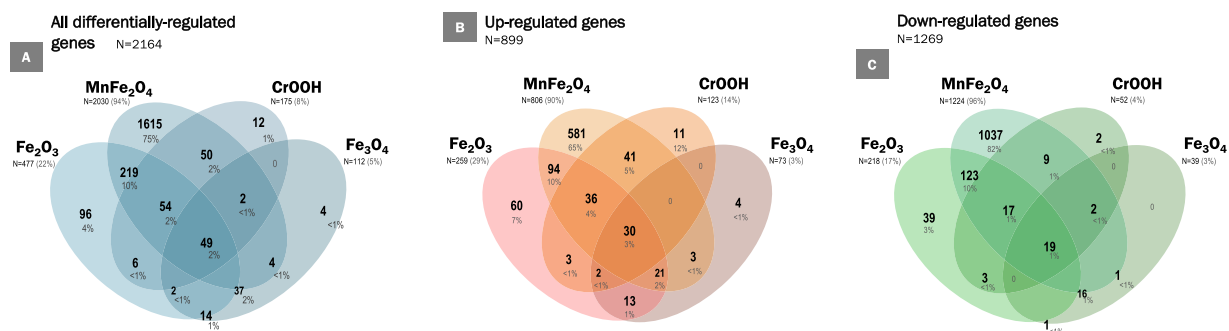 All differentially-regulated
genes N=2164
A
MnFe₂O₄
N=2030 (94%)
CrOOH
N=175 (8%)
Fe₂O₃
N=477 (22%)
Fe₃O₄
N=112 (5%)
1615
75%
12
1%
50
2%
0
219
10%
54
2%
2
<1%
96
4%
4
<1%
49
2%
6
<1%
4
<1%
2
<1%
37
2%
14
1%
B
Up-regulated genes
N=899
MnFe₂O₄
N=806 (90%)
CrOOH
N=123 (14%)
Fe₂O₃
N=259 (29%)
Fe₃O₄
N=73 (3%)
581
65%
11
12%
41
5%
0
94
10%
36
4%
0
60
7%
4
<1%
30
3%
3
<1%
3
<1%
2
<1%
21
2%
13
1%
Down-regulated genes
N=1269
C
MnFe₂O₄
N=1224 (96%)
CrOOH
N=52 (4%)
Fe₂O₃
N=218 (17%)
Fe₃O₄
N=39 (3%)
1037
82%
2
<1%
9
1%
0
123
10%
17
1%
2
<1%
39
3%
0
19
1%
3
<1%
0
1
<1%
16
1%
1
<1%